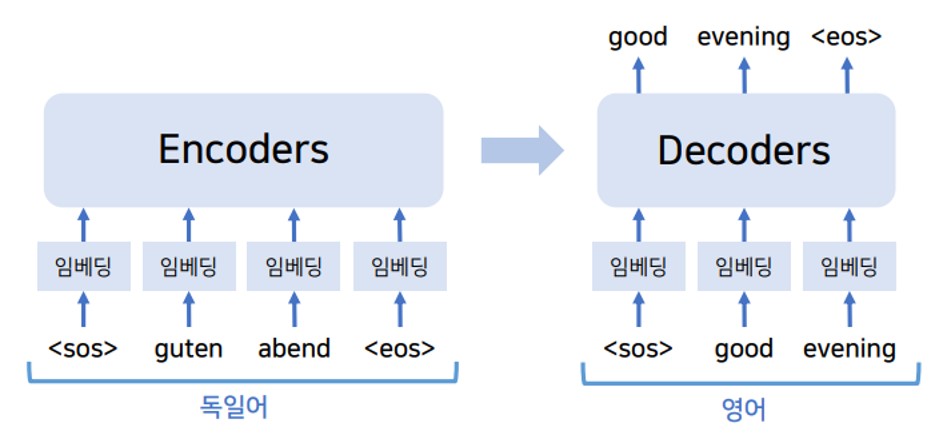 good evening <eos>
Encoders
Decoders
임베딩 임베딩 임베딩 임베딩
임베딩 임베딩 임베딩
<sos> guten abend <eos>
<sos> good evening
독일어
영어